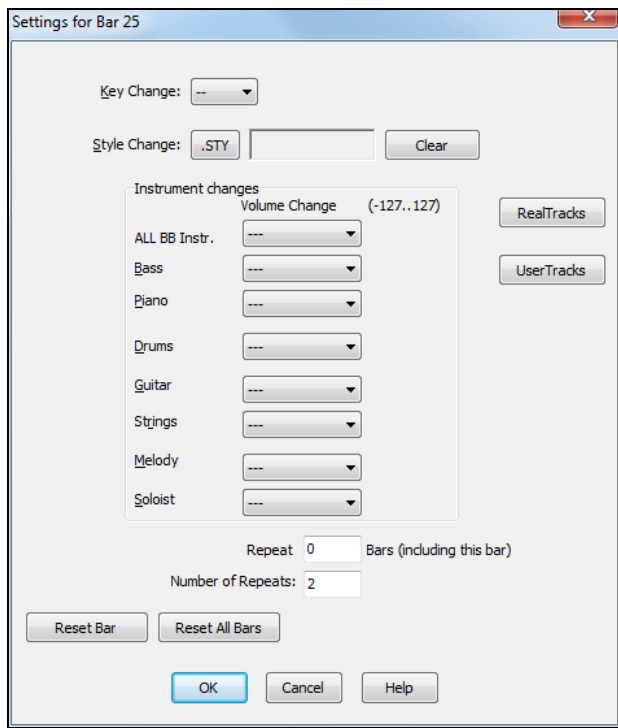 Settings for Bar 25
x
Key Change: --
Style Change: .STY Clear
Instrument changes
Volume Change (-127..127)
RealTracks
ALL BB Instr. ---
Bass ---
UserTracks
Piano ---
Drums ---
Guitar ---
Strings ---
Melody ---
Soloist ---
Repeat 0 Bars (including this bar)
Number of Repeats: 2
Reset Bar Reset All Bars
OK Cancel Help